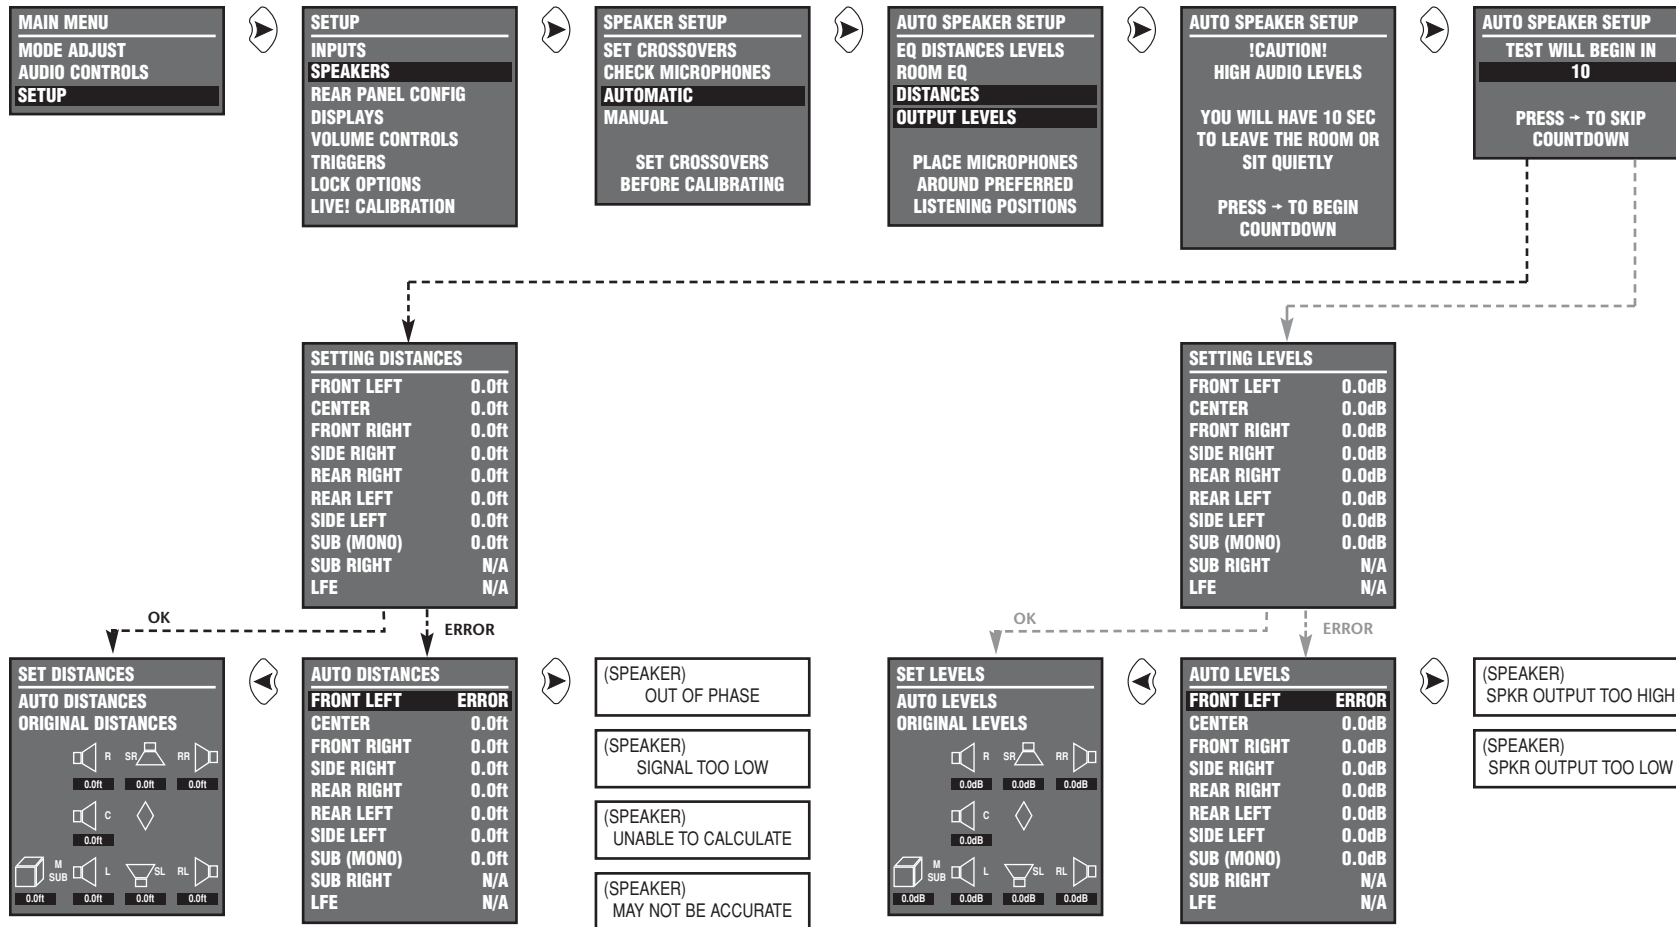 MAIN MENU
MODE ADJUST
AUDIO CONTROLS
SETUP
SETUP
INPUTS
SPEAKERS
REAR PANEL CONFIG
DISPLAYS
VOLUME CONTROLS
TRIGGERS
LOCK OPTIONS
LIVE! CALIBRATION
SPEAKER SETUP
SET CROSSOVERS
CHECK MICROPHONES
AUTOMATIC
MANUAL
SET CROSSOVERS
BEFORE CALIBRATING
AUTO SPEAKER SETUP
EQ DISTANCES LEVELS
ROOM EQ
DISTANCES
OUTPUT LEVELS
PLACE MICROPHONES
AROUND PREFERRED
LISTENING POSITIONS
AUTO SPEAKER SETUP
!CAUTION!
HIGH AUDIO LEVELS
YOU WILL HAVE 10 SEC
TO LEAVE THE ROOM OR
SIT QUIETLY
PRESS → TO BEGIN
COUNTDOWN
AUTO SPEAKER SETUP
TEST WILL BEGIN IN
10
PRESS → TO SKIP
COUNTDOWN
SETTING DISTANCES
FRONT LEFT 0.0ft
CENTER 0.0ft
FRONT RIGHT 0.0ft
SIDE RIGHT 0.0ft
REAR RIGHT 0.0ft
REAR LEFT 0.0ft
SIDE LEFT 0.0ft
SUB (MONO) 0.0ft
SUB RIGHT N/A
LFE N/A
SETTING LEVELS
FRONT LEFT 0.0dB
CENTER 0.0dB
FRONT RIGHT 0.0dB
SIDE RIGHT 0.0dB
REAR RIGHT 0.0dB
REAR LEFT 0.0dB
SIDE LEFT 0.0dB
SUB (MONO) 0.0dB
SUB RIGHT N/A
LFE N/A
OK
ERROR
OK
ERROR
SET DISTANCES
AUTO DISTANCES
ORIGINAL DISTANCES
R SR RR
0.0ft 0.0ft 0.0ft
C
0.0ft
M
SUB L SL RL
0.0ft 0.0ft 0.0ft 0.0ft
AUTO DISTANCES
FRONT LEFT ERROR
CENTER 0.0ft
FRONT RIGHT 0.0ft
SIDE RIGHT 0.0ft
REAR RIGHT 0.0ft
REAR LEFT 0.0ft
SIDE LEFT 0.0ft
SUB (MONO) 0.0ft
SUB RIGHT N/A
LFE N/A
(SPEAKER)
OUT OF PHASE
(SPEAKER)
SIGNAL TOO LOW
(SPEAKER)
UNABLE TO CALCULATE
(SPEAKER)
MAY NOT BE ACCURATE
SET LEVELS
AUTO LEVELS
ORIGINAL LEVELS
R SR RR
0.0dB 0.0dB 0.0dB
C
0.0dB
M
SUB L SL RL
0.0dB 0.0dB 0.0dB 0.0dB
AUTO LEVELS
FRONT LEFT ERROR
CENTER 0.0dB
FRONT RIGHT 0.0dB
SIDE RIGHT 0.0dB
REAR RIGHT 0.0dB
REAR LEFT 0.0dB
SIDE LEFT 0.0dB
SUB (MONO) 0.0dB
SUB RIGHT N/A
LFE N/A
(SPEAKER)
SPKR OUTPUT TOO HIGH
(SPEAKER)
SPKR OUTPUT TOO LOW